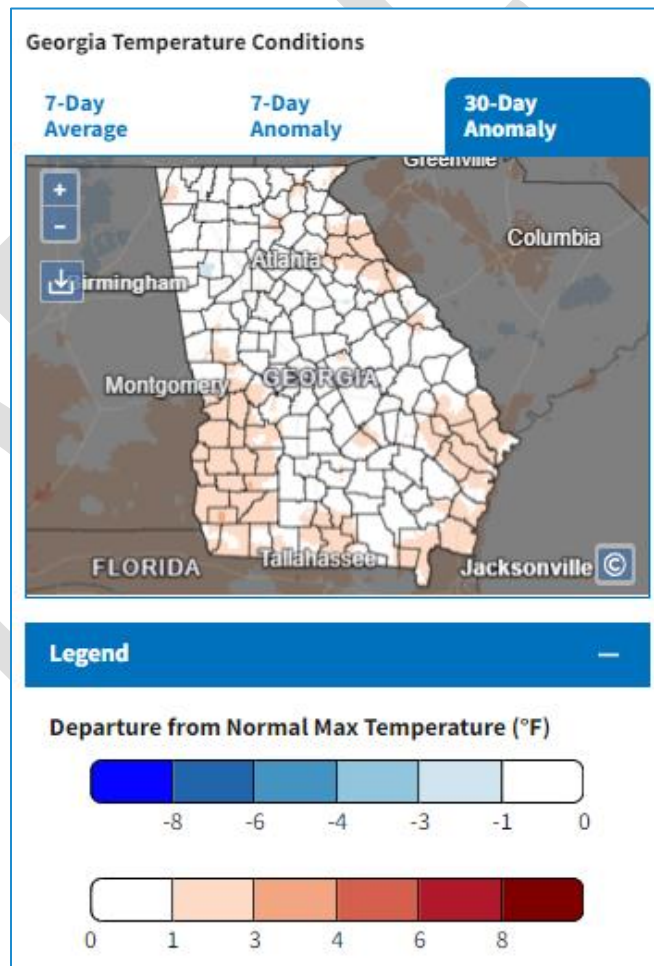 Georgia Temperature Conditions
7-Day
Average
7-Day
Anomaly
30-Day
Anomaly
+
Greenville
−
Columbia
Atlanta
Birmingham
Montgomery
GEORGIA
FLORIDA
Tallahassee
Jacksonville
©
Legend
−
Departure from Normal Max Temperature (°F)
-8 -6 -4 -3 -1 0
0 1 3 4 6 8